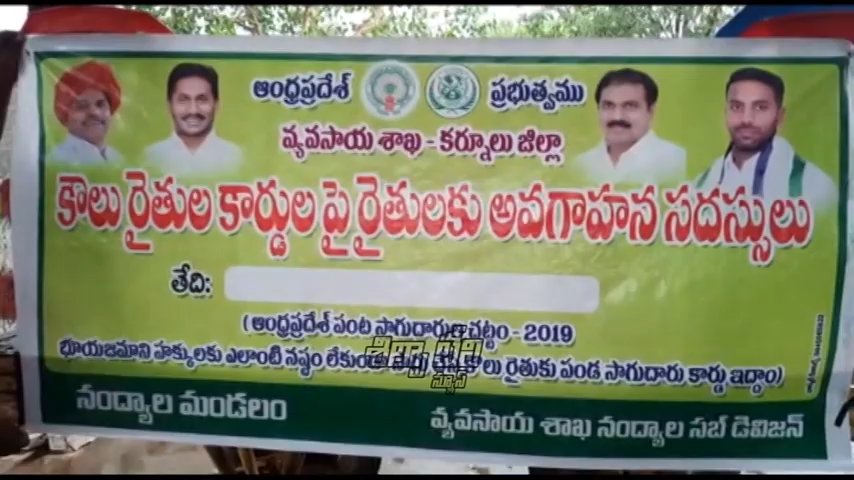 ఆంధ్రప్రదేశ్ ప్రభుత్వము
వ్యవసాయ శాఖ - కర్నూలు జిల్లా
కౌలు రైతుల కార్డుల పై రైతులకు అవగాహన సదస్సులు
తేది:
(ఆంధ్రప్రదేశ్ పంట సాగుదారుల చట్టం - 2019
భూయజమాని హక్కులకు ఎలాంటి నష్టం లేకుండా రైతుకు పండ సాగుదారు కార్డు ఇద్దాం)
నంద్యాల మండలం
వ్యవసాయ శాఖ నంద్యాల సబ్ డివిజన్
న్యూస్